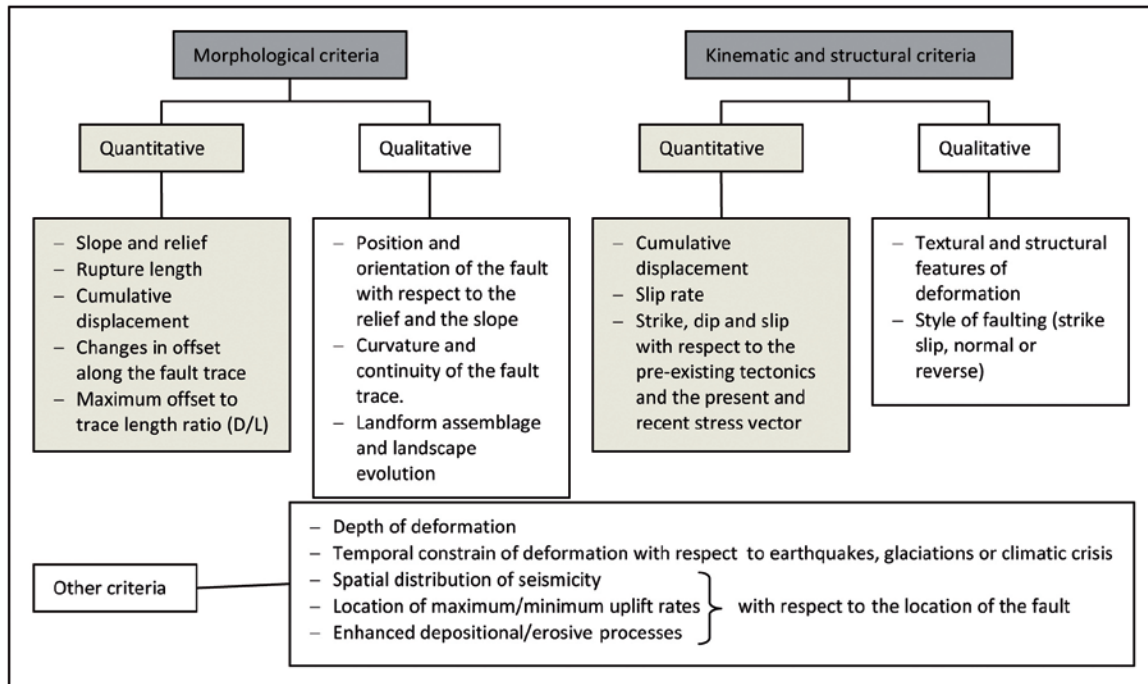 Morphological criteria
Quantitative
– Slope and relief
– Rupture length
– Cumulative
displacement
– Changes in offset
along the fault trace
– Maximum offset to
trace length ratio (D/L)
Qualitative
– Position and
orientation of the fault
with respect to the
relief and the slope
– Curvature and
continuity of the fault
trace.
– Landform assemblage
and landscape
evolution
Kinematic and structural criteria
Quantitative
– Cumulative
displacement
– Slip rate
– Strike, dip and slip
with respect to the
pre-existing tectonics
and the present and
recent stress vector
Qualitative
– Textural and structural
features of
deformation
– Style of faulting (strike
slip, normal or
reverse)
Other criteria
– Depth of deformation
– Temporal constrain of deformation with respect to earthquakes, glaciations or climatic crisis
– Spatial distribution of seismicity
– Location of maximum/minimum uplift rates
– Enhanced depositional/erosive processes
with respect to the location of the fault